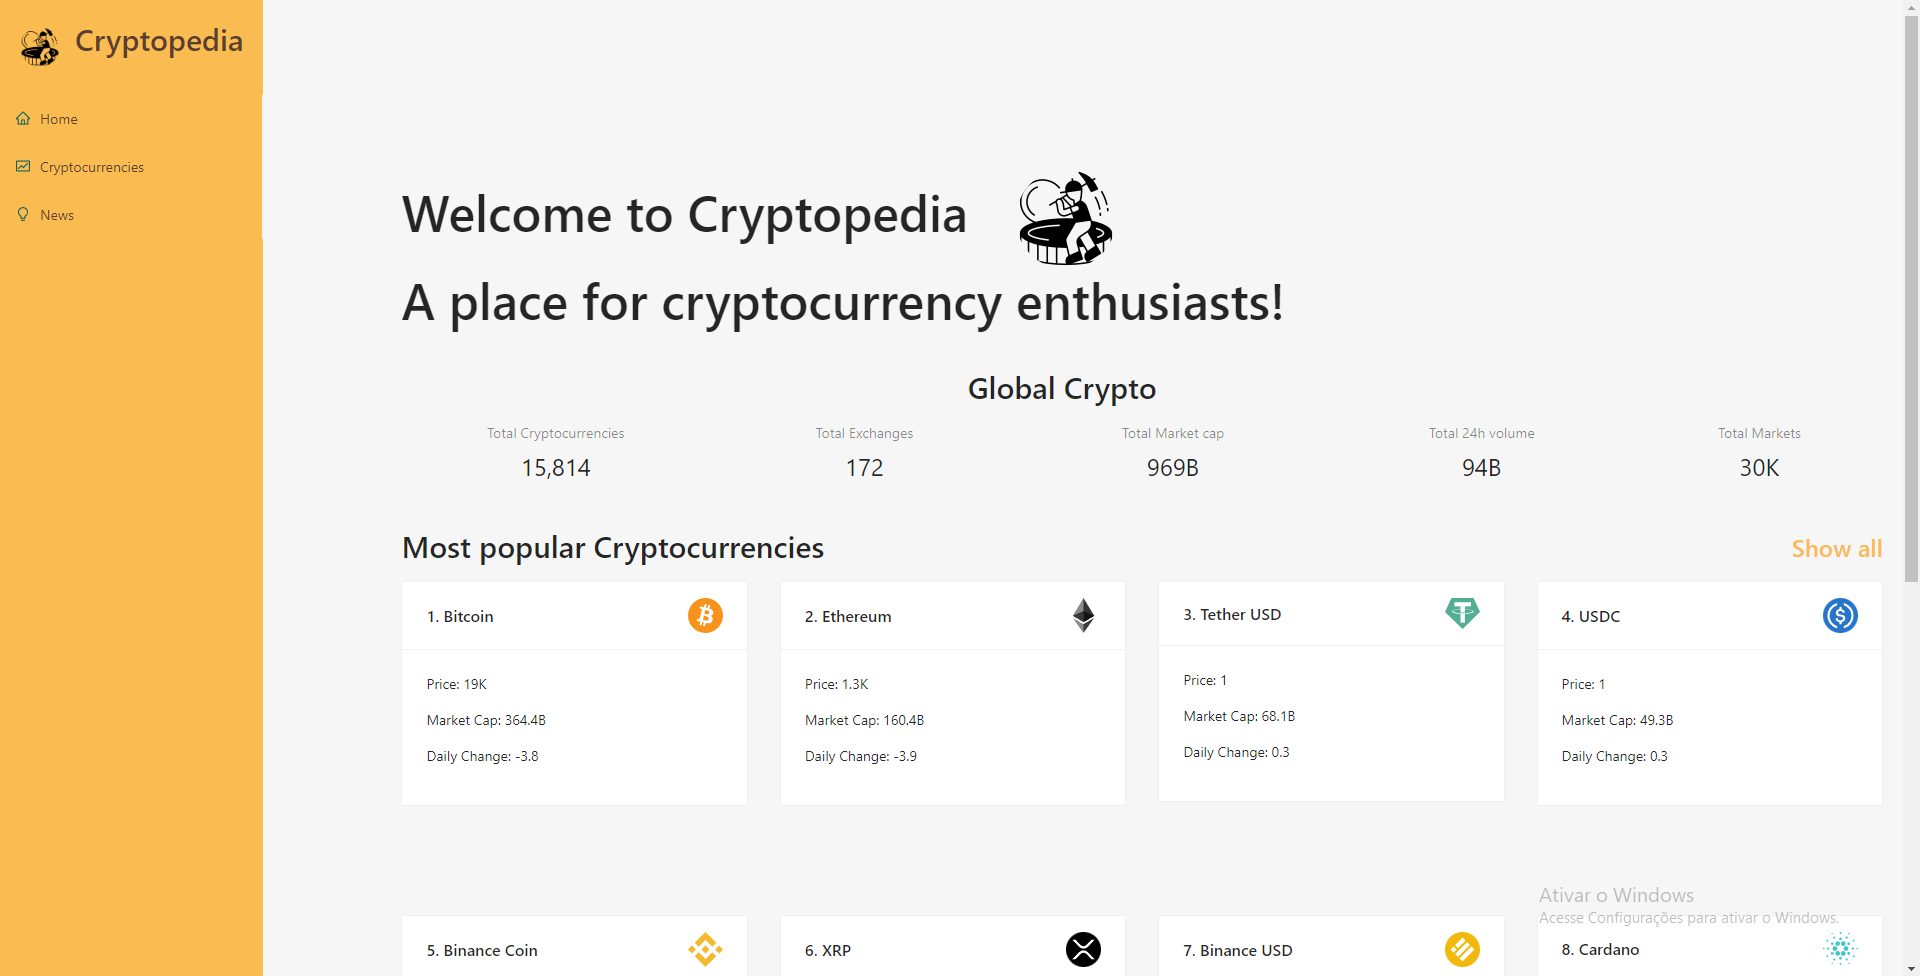 Cryptopedia
Home
Cryptocurrencies
News
Welcome to Cryptopedia
A place for cryptocurrency enthusiasts!
Global Crypto
Total Cryptocurrencies
15,814
Total Exchanges
172
Total Market cap
969B
Total 24h volume
94B
Total Markets
30K
Most popular Cryptocurrencies
Show all
1. Bitcoin
Price: 19K
Market Cap: 364.4B
Daily Change: -3.8
2. Ethereum
Price: 1.3K
Market Cap: 160.4B
Daily Change: -3.9
3. Tether USD
Price: 1
Market Cap: 68.1B
Daily Change: 0.3
4. USDC
Price: 1
Market Cap: 49.3B
Daily Change: 0.3
5. Binance Coin
6. XRP
7. Binance USD
8. Cardano
Ativar o Windows
Acesse Configurações para ativar o Windows.